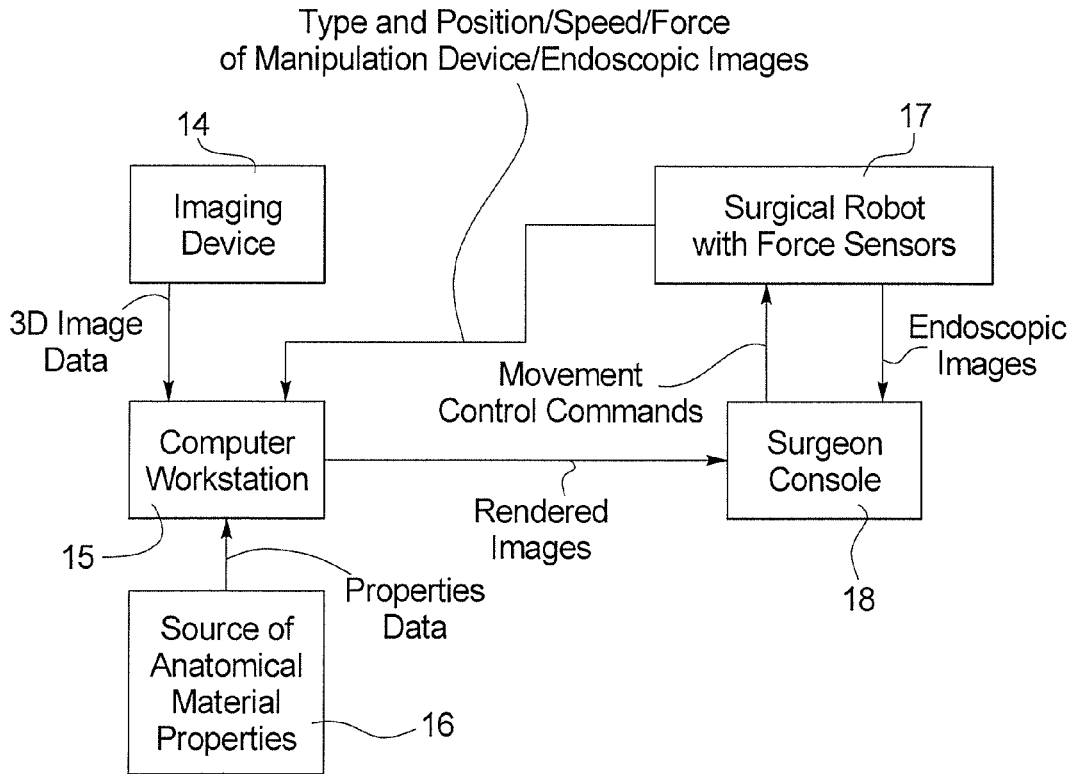 Type and Position/Speed/Force
of Manipulation Device/Endoscopic Images
14
17
Imaging
Device
Surgical Robot
with Force Sensors
3D Image
Data
Endoscopic
Images
Movement
Control Commands
Computer
Workstation
Surgeon
Console
Rendered
Images
15
18
Properties
Data
Source of
Anatomical
Material
Properties
16